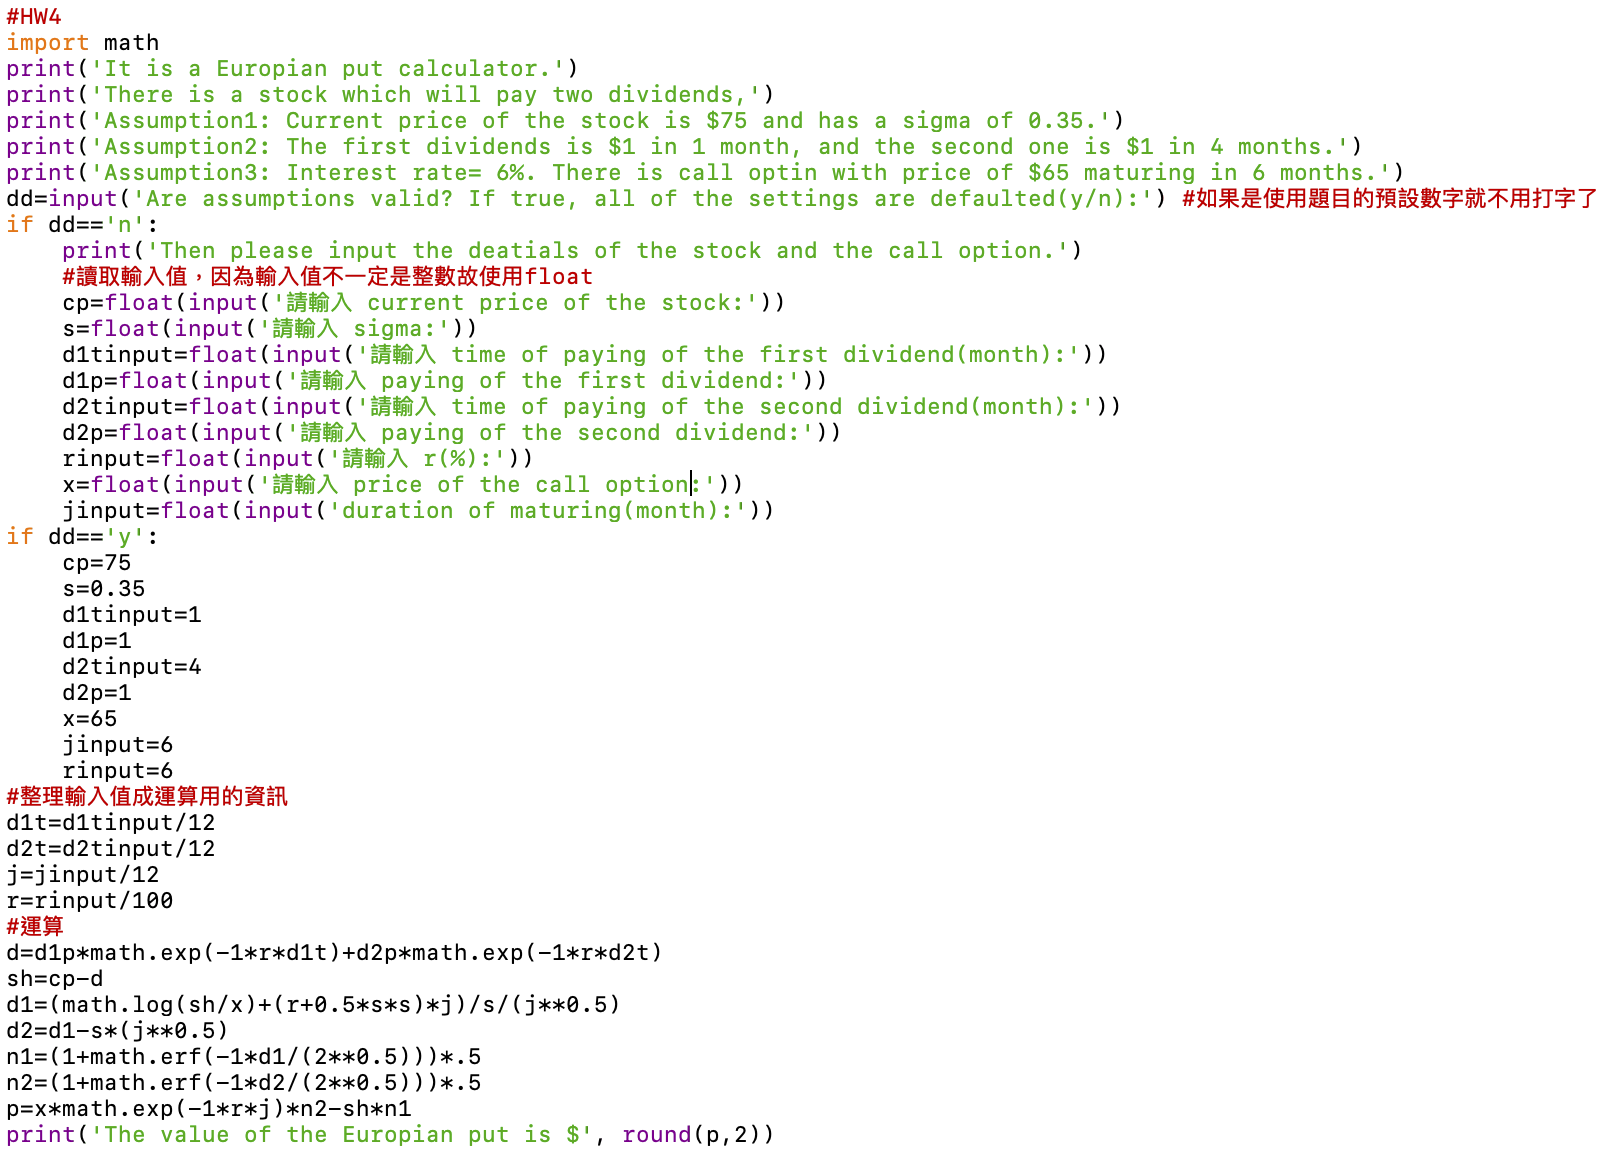 #HW4
import math
print('It is a Europian put calculator.')
print('There is a stock which will pay two dividends,')
print('Assumption1: Current price of the stock is $75 and has a sigma of 0.35.')
print('Assumption2: The first dividends is $1 in 1 month, and the second one is $1 in 4 months.')
print('Assumption3: Interest rate= 6%. There is call optin with price of $65 maturing in 6 months.')
dd=input('Are assumptions valid? If true, all of the settings are defaulted(y/n):') #如果是使用題目的預設數字就不用打字了
if dd=='n':
    print('Then please input the deatials of the stock and the call option.')
    #讀取輸入值，因為輸入值不一定是整數故使用float
    cp=float(input('請輸入 current price of the stock:'))
    s=float(input('請輸入 sigma:'))
    d1tinput=float(input('請輸入 time of paying of the first dividend(month):'))
    d1p=float(input('請輸入 paying of the first dividend:'))
    d2tinput=float(input('請輸入 time of paying of the second dividend(month):'))
    d2p=float(input('請輸入 paying of the second dividend:'))
    rinput=float(input('請輸入 r(%):'))
    x=float(input('請輸入 price of the call option:'))
    jinput=float(input('duration of maturing(month):'))
if dd=='y':
    cp=75
    s=0.35
    d1tinput=1
    d1p=1
    d2tinput=4
    d2p=1
    x=65
    jinput=6
    rinput=6
#整理輸入值成運算用的資訊
d1t=d1tinput/12
d2t=d2tinput/12
j=jinput/12
r=rinput/100
#運算
d=d1p*math.exp(-1*r*d1t)+d2p*math.exp(-1*r*d2t)
sh=cp-d
d1=(math.log(sh/x)+(r+0.5*s*s)*j)/s/(j**0.5)
d2=d1-s*(j**0.5)
n1=(1+math.erf(-1*d1/(2**0.5)))*.5
n2=(1+math.erf(-1*d2/(2**0.5)))*.5
p=x*math.exp(-1*r*j)*n2-sh*n1
print('The value of the Europian put is $', round(p,2))